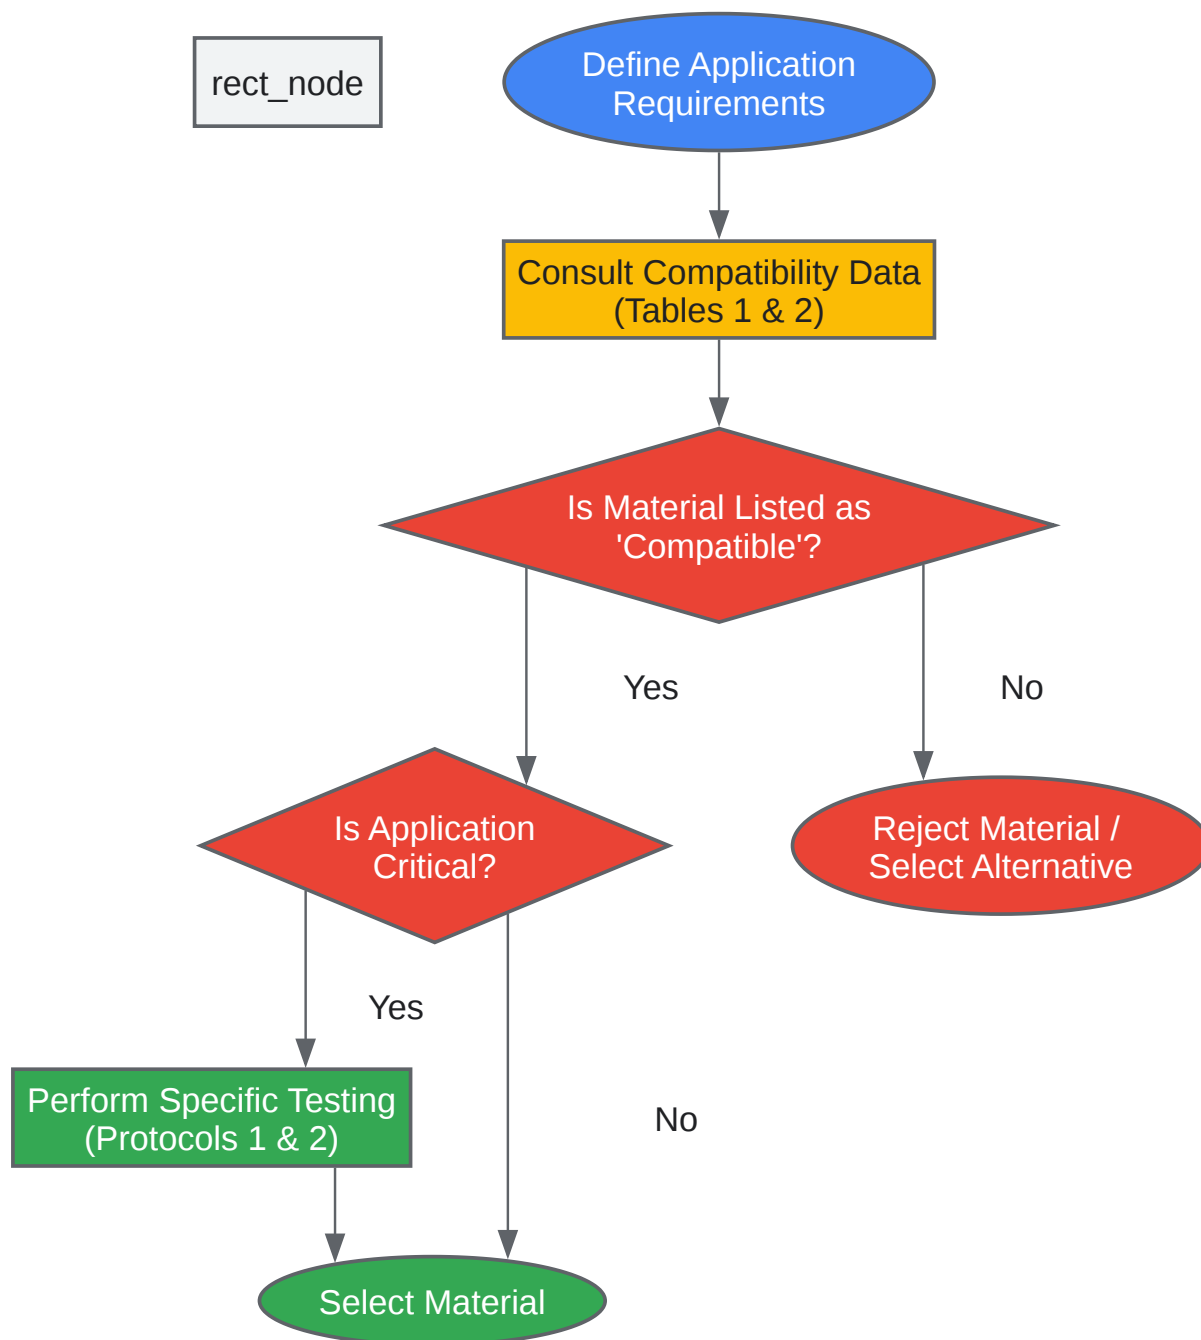 rect_node
Define Application
Requirements
Consult Compatibility Data
(Tables 1 & 2)
Is Material Listed as
'Compatible'?
Yes
No
Is Application
Critical?
Reject Material /
Select Alternative
Yes
Perform Specific Testing
(Protocols 1 & 2)
No
Select Material